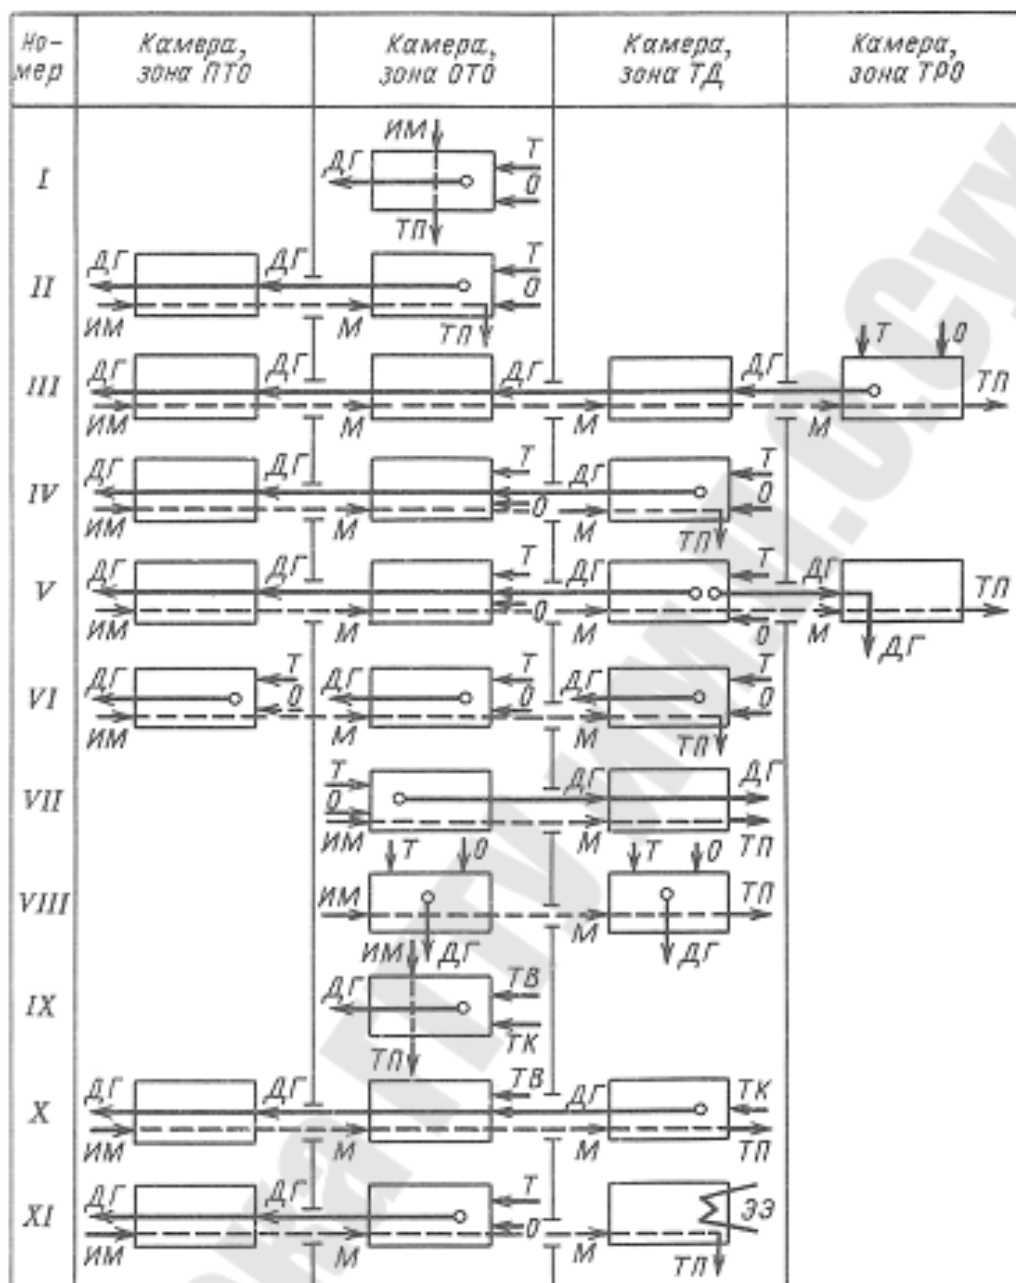 Но-
мер
Камера,
зона ПТО
Камера,
зона ОТО
Камера,
зона ТД
Камера,
зона ТРО
I
ИМ
ДГ
Т
О
ТП
II
ДГ ДГ Т
О
ИМ М ТП
III
ДГ ДГ ДГ ДГ Т О ТП
ИМ М М М
IV
ДГ ДГ Т ДГ Т
О О
ИМ М М ТП
V
ДГ ДГ Т ДГ Т ДГ ТП
О О
ИМ М М М ДГ
VI
ДГ Т ДГ Т ДГ Т
О О О
ИМ М М ТП
VII
Т ДГ ДГ
О
ИМ М ТП
VIII
Т О Т О
ИМ ТП
М
ДГ ДГ
IX
ИМ
ДГ ТВ
ТК
ТП
X
ДГ ДГ ТВ ДГ ТК
ИМ М М ТП
XI
ДГ ДГ Т ЭЭ
О
ИМ М М ТП